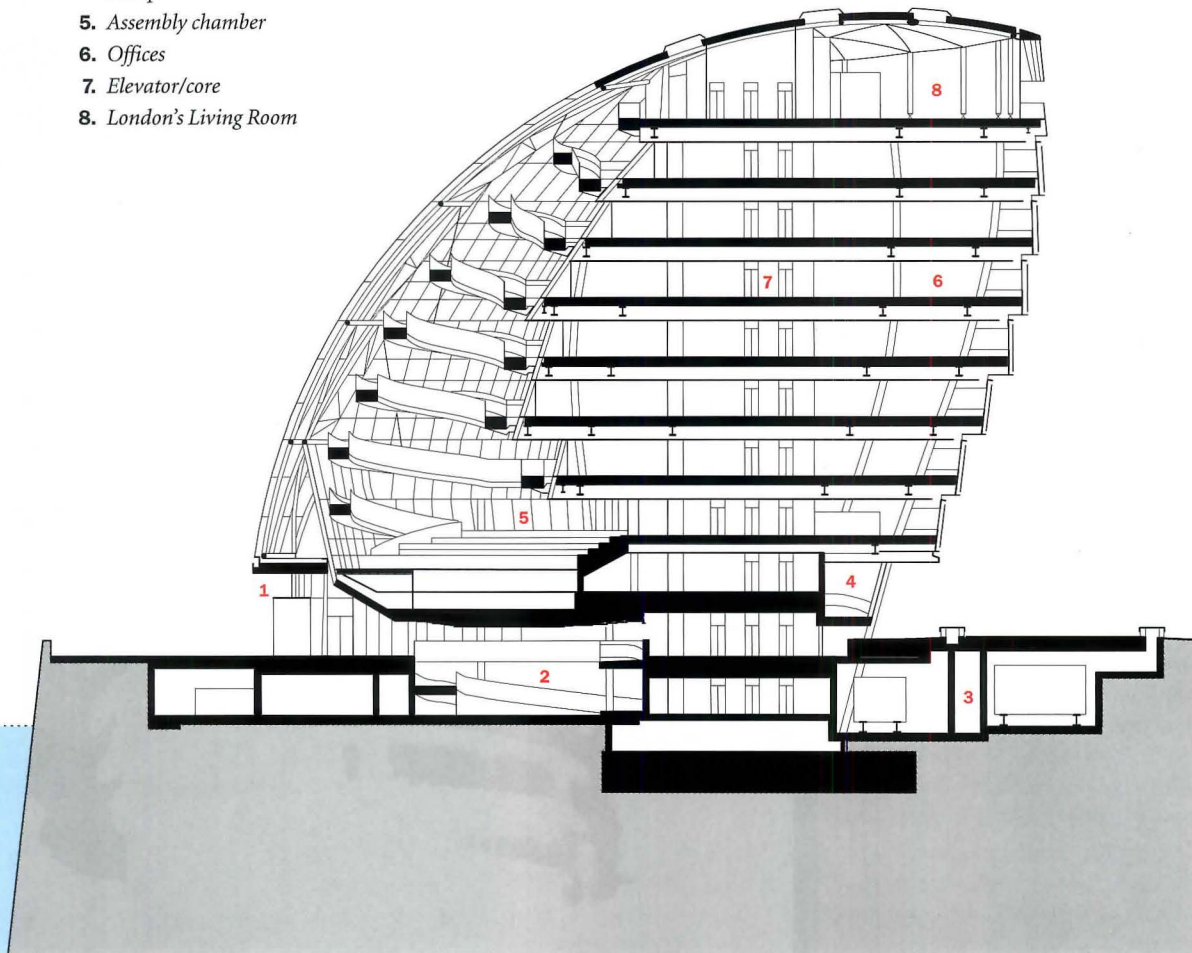 5. Assembly chamber
6. Offices
7. Elevator/core
8. London's Living Room
8
7
6
5
1
4
2
3